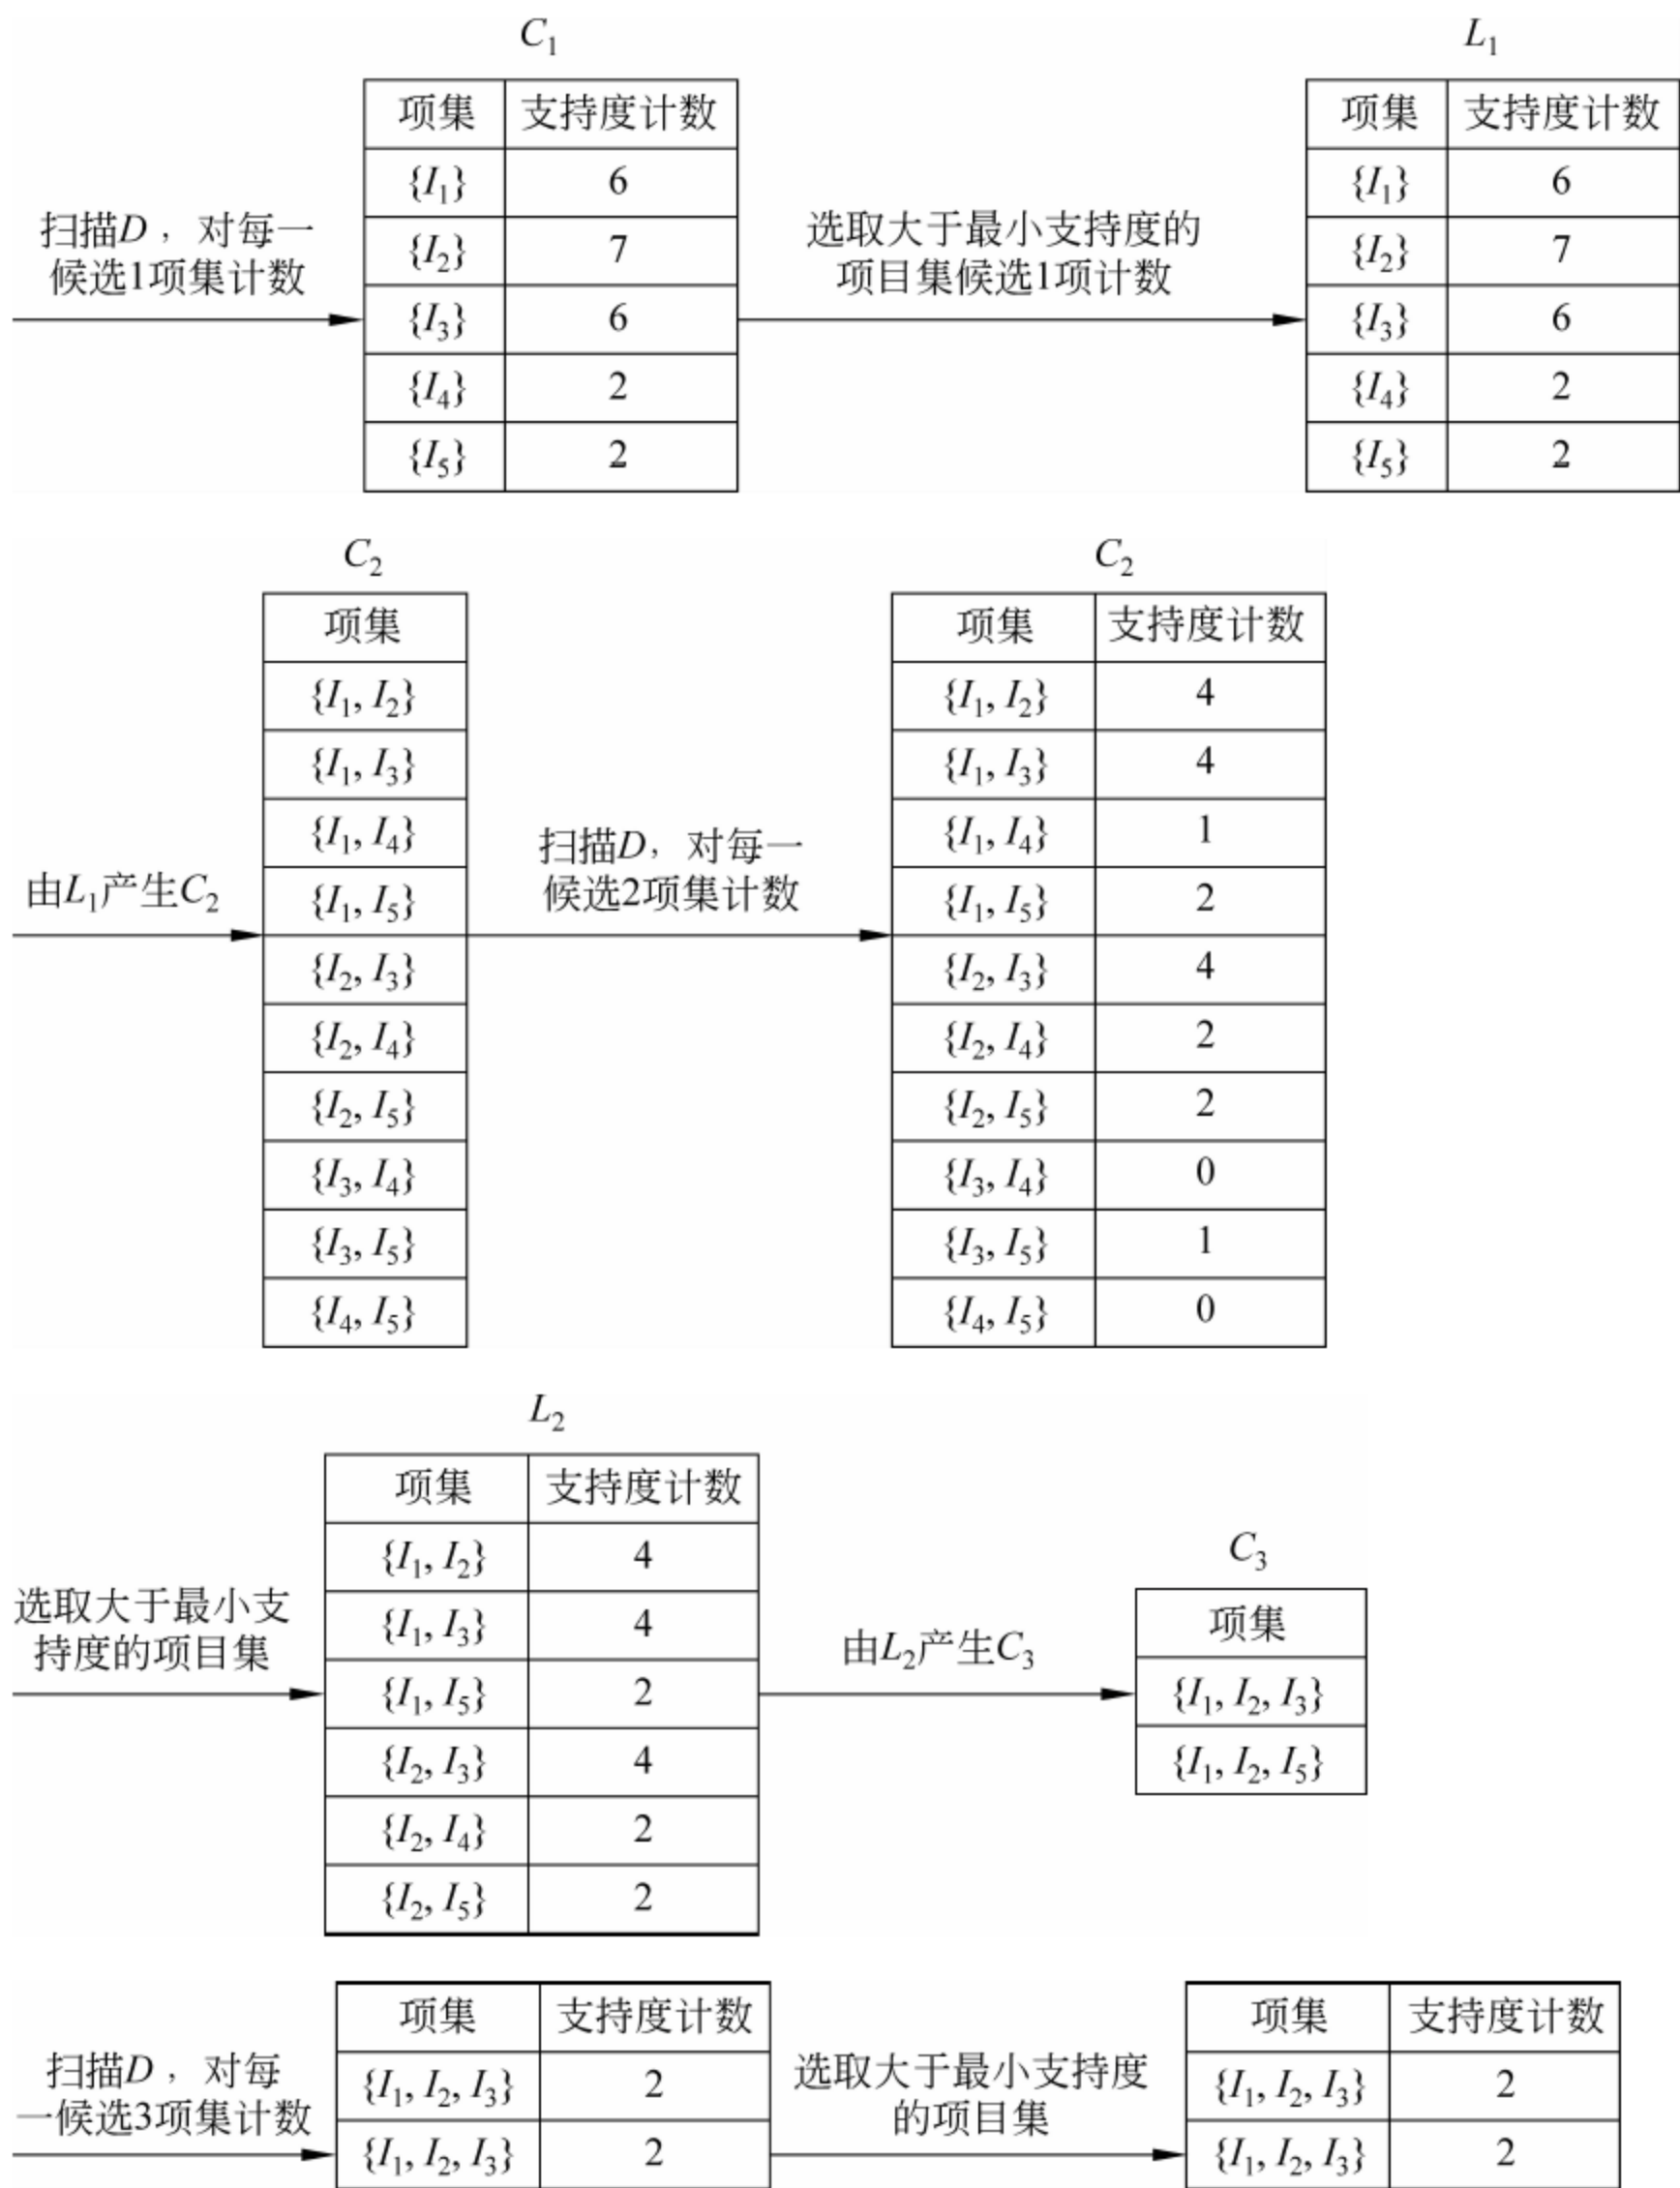 C₁
L₁
项集 支持度计数
{I₁} 6
{I₂} 7
{I₃} 6
{I₄} 2
{I₅} 2
扫描D，对每一
候选1项集计数
选取大于最小支持度的
项目集候选1项计数
项集 支持度计数
{I₁} 6
{I₂} 7
{I₃} 6
{I₄} 2
{I₅} 2
C₂
C₂
由L₁产生C₂
项集
{I₁, I₂}
{I₁, I₃}
{I₁, I₄}
{I₁, I₅}
{I₂, I₃}
{I₂, I₄}
{I₂, I₅}
{I₃, I₄}
{I₃, I₅}
{I₄, I₅}
扫描D，对每一
候选2项集计数
项集 支持度计数
{I₁, I₂} 4
{I₁, I₃} 4
{I₁, I₄} 1
{I₁, I₅} 2
{I₂, I₃} 4
{I₂, I₄} 2
{I₂, I₅} 2
{I₃, I₄} 0
{I₃, I₅} 1
{I₄, I₅} 0
L₂
选取大于最小支
持度的项目集
项集 支持度计数
{I₁, I₂} 4
{I₁, I₃} 4
{I₁, I₅} 2
{I₂, I₃} 4
{I₂, I₄} 2
{I₂, I₅} 2
由L₂产生C₃
C₃
项集
{I₁, I₂, I₃}
{I₁, I₂, I₅}
扫描D，对每
一候选3项集计数
项集 支持度计数
{I₁, I₂, I₃} 2
{I₁, I₂, I₃} 2
选取大于最小支持度
的项目集
项集 支持度计数
{I₁, I₂, I₃} 2
{I₁, I₂, I₃} 2